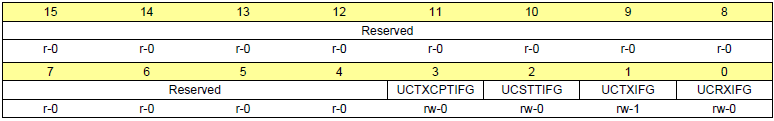 15 14 13 12 11 10 9 8
Reserved
r-0 r-0 r-0 r-0 r-0 r-0 r-0 r-0
7 6 5 4 3 2 1 0
Reserved UCTXCPTIFG UCSTTIFG UCTXIFG UCRXIFG
r-0 r-0 r-0 r-0 rw-0 rw-0 rw-1 rw-0